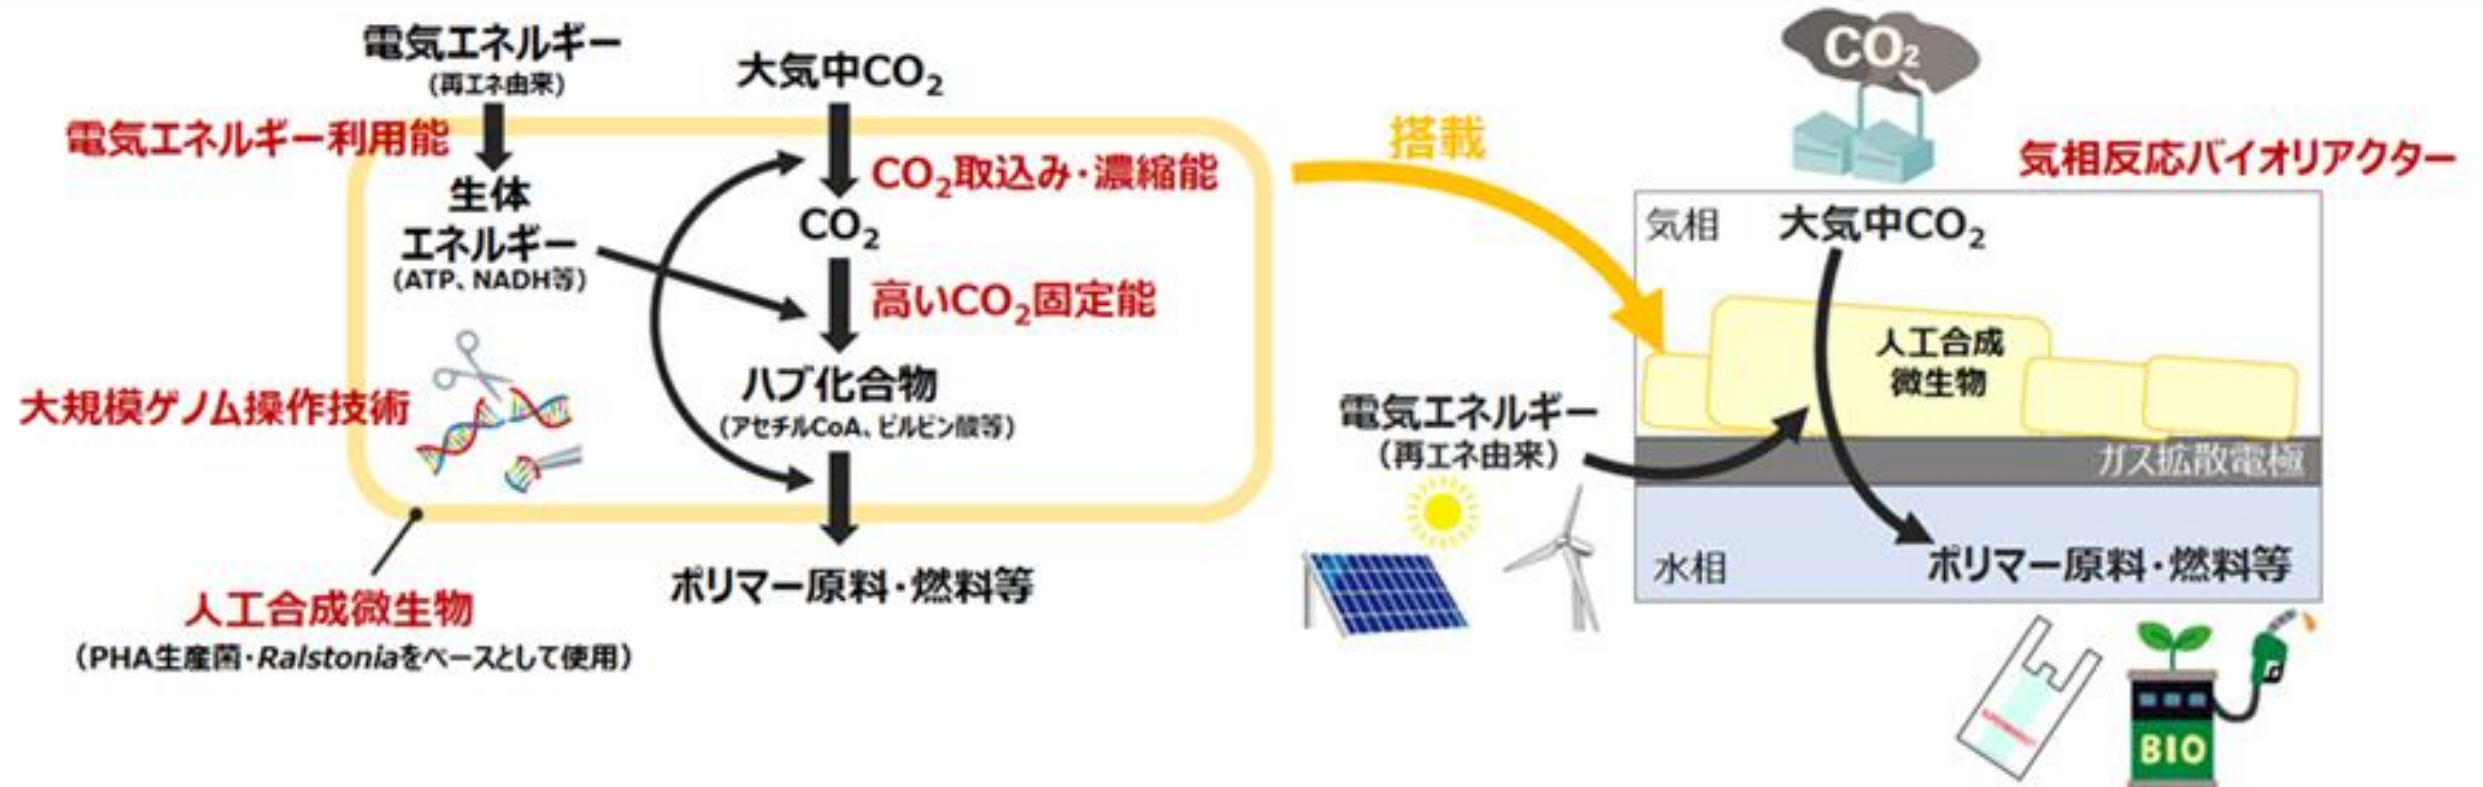 電気エネルギー
(再エネ由来)
大気中CO₂
電気エネルギー利用能
生体
エネルギー
(ATP、NADH等)
CO₂取込み・濃縮能
CO₂
高いCO₂固定能
大規模ゲノム操作技術
ハブ化合物
(アセチルCoA、ピルビン酸等)
ポリマー原料・燃料等
人工合成微生物
(PHA生産菌・Ralstoniaをベースとして使用)
搭載
CO₂
気相反応バイオリアクター
気相
大気中CO₂
人工合成
微生物
電気エネルギー
(再エネ由来)
ガス拡散電極
水相
ポリマー原料・燃料等
BIO